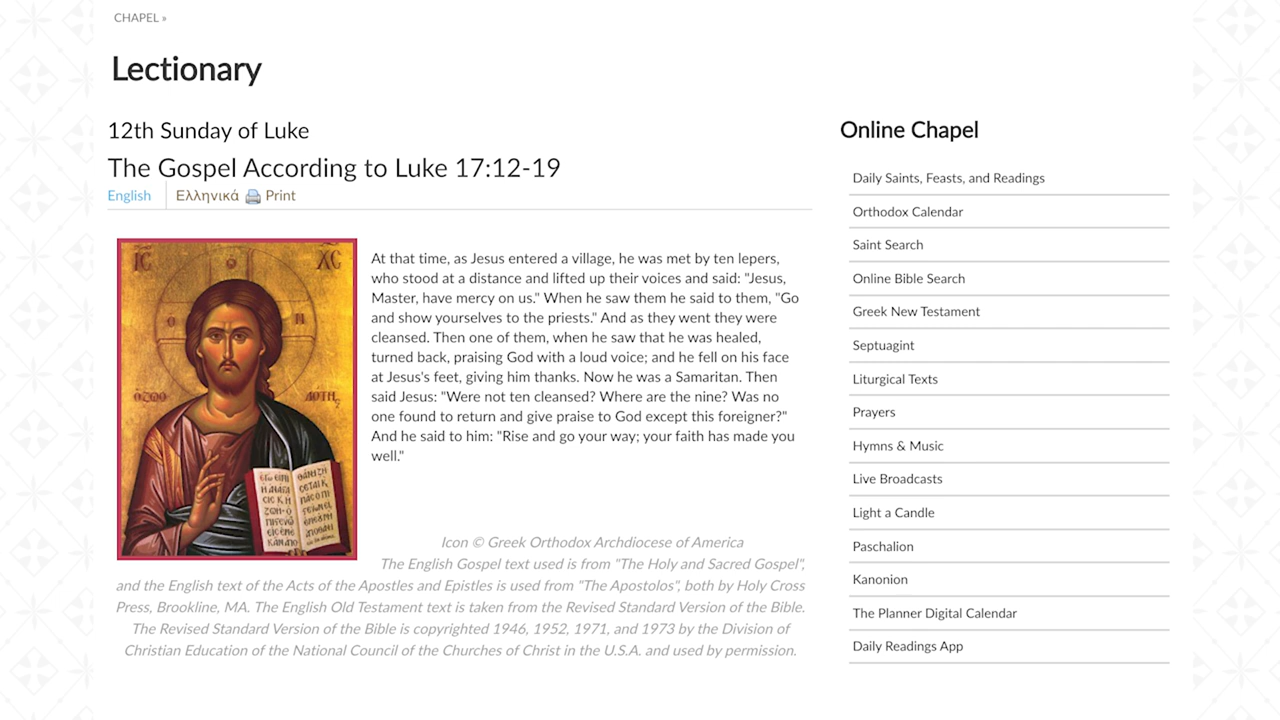 CHAPEL »
Lectionary
12th Sunday of Luke
The Gospel According to Luke 17:12-19
English
Ελληνικά
Print
IC
XC
Ο
Ν
At that time, as Jesus entered a village, he was met by ten lepers,
who stood at a distance and lifted up their voices and said: "Jesus,
Master, have mercy on us." When he saw them he said to them, "Go
and show yourselves to the priests." And as they went they were
cleansed. Then one of them, when he saw that he was healed,
turned back, praising God with a loud voice; and he fell on his face
at Jesus's feet, giving him thanks. Now he was a Samaritan. Then
said Jesus: "Were not ten cleansed? Where are the nine? Was no
one found to return and give praise to God except this foreigner?"
And he said to him: "Rise and go your way; your faith has made you
well."
Icon © Greek Orthodox Archdiocese of America
The English Gospel text used is from "The Holy and Sacred Gospel",
and the English text of the Acts of the Apostles and Epistles is used from "The Apostolos", both by Holy Cross
Press, Brookline, MA. The English Old Testament text is taken from the Revised Standard Version of the Bible.
The Revised Standard Version of the Bible is copyrighted 1946, 1952, 1971, and 1973 by the Division of
Christian Education of the National Council of the Churches of Christ in the U.S.A. and used by permission.
Online Chapel
Daily Saints, Feasts, and Readings
Orthodox Calendar
Saint Search
Online Bible Search
Greek New Testament
Septuagint
Liturgical Texts
Prayers
Hymns & Music
Live Broadcasts
Light a Candle
Paschalion
Kanonion
The Planner Digital Calendar
Daily Readings App